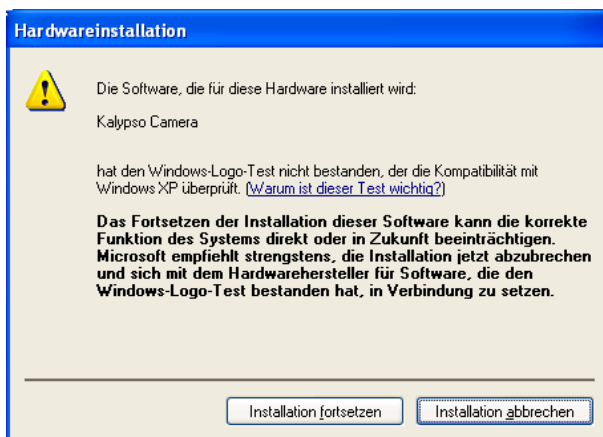 Hardwareinstallation
Die Software, die für diese Hardware installiert wird:
Kalypso Camera
hat den Windows-Logo-Test nicht bestanden, der die Kompatibilität mit
Windows XP überprüft. (Warum ist dieser Test wichtig?)
Das Fortsetzen der Installation dieser Software kann die korrekte
Funktion des Systems direkt oder in Zukunft beeinträchtigen.
Microsoft empfiehlt strengstens, die Installation jetzt abzubrechen
und sich mit dem Hardwarehersteller für Software, die den
Windows-Logo-Test bestanden hat, in Verbindung zu setzen.
Installation fortsetzen Installation abbrechen